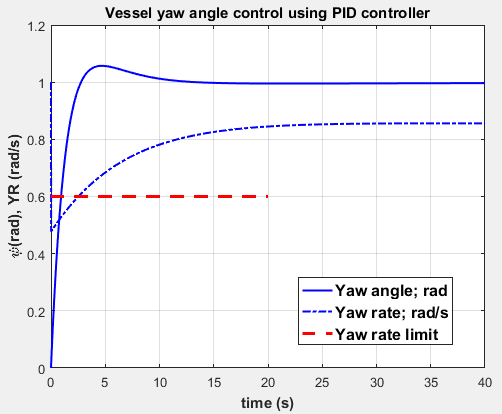 Vessel yaw angle control using PID controller
1.2
1
0.8
0.6
0.4
0.2
0
ψ̇(rad), YR (rad/s)
Yaw angle; rad
Yaw rate; rad/s
Yaw rate limit
0 5 10 15 20 25 30 35 40
time (s)